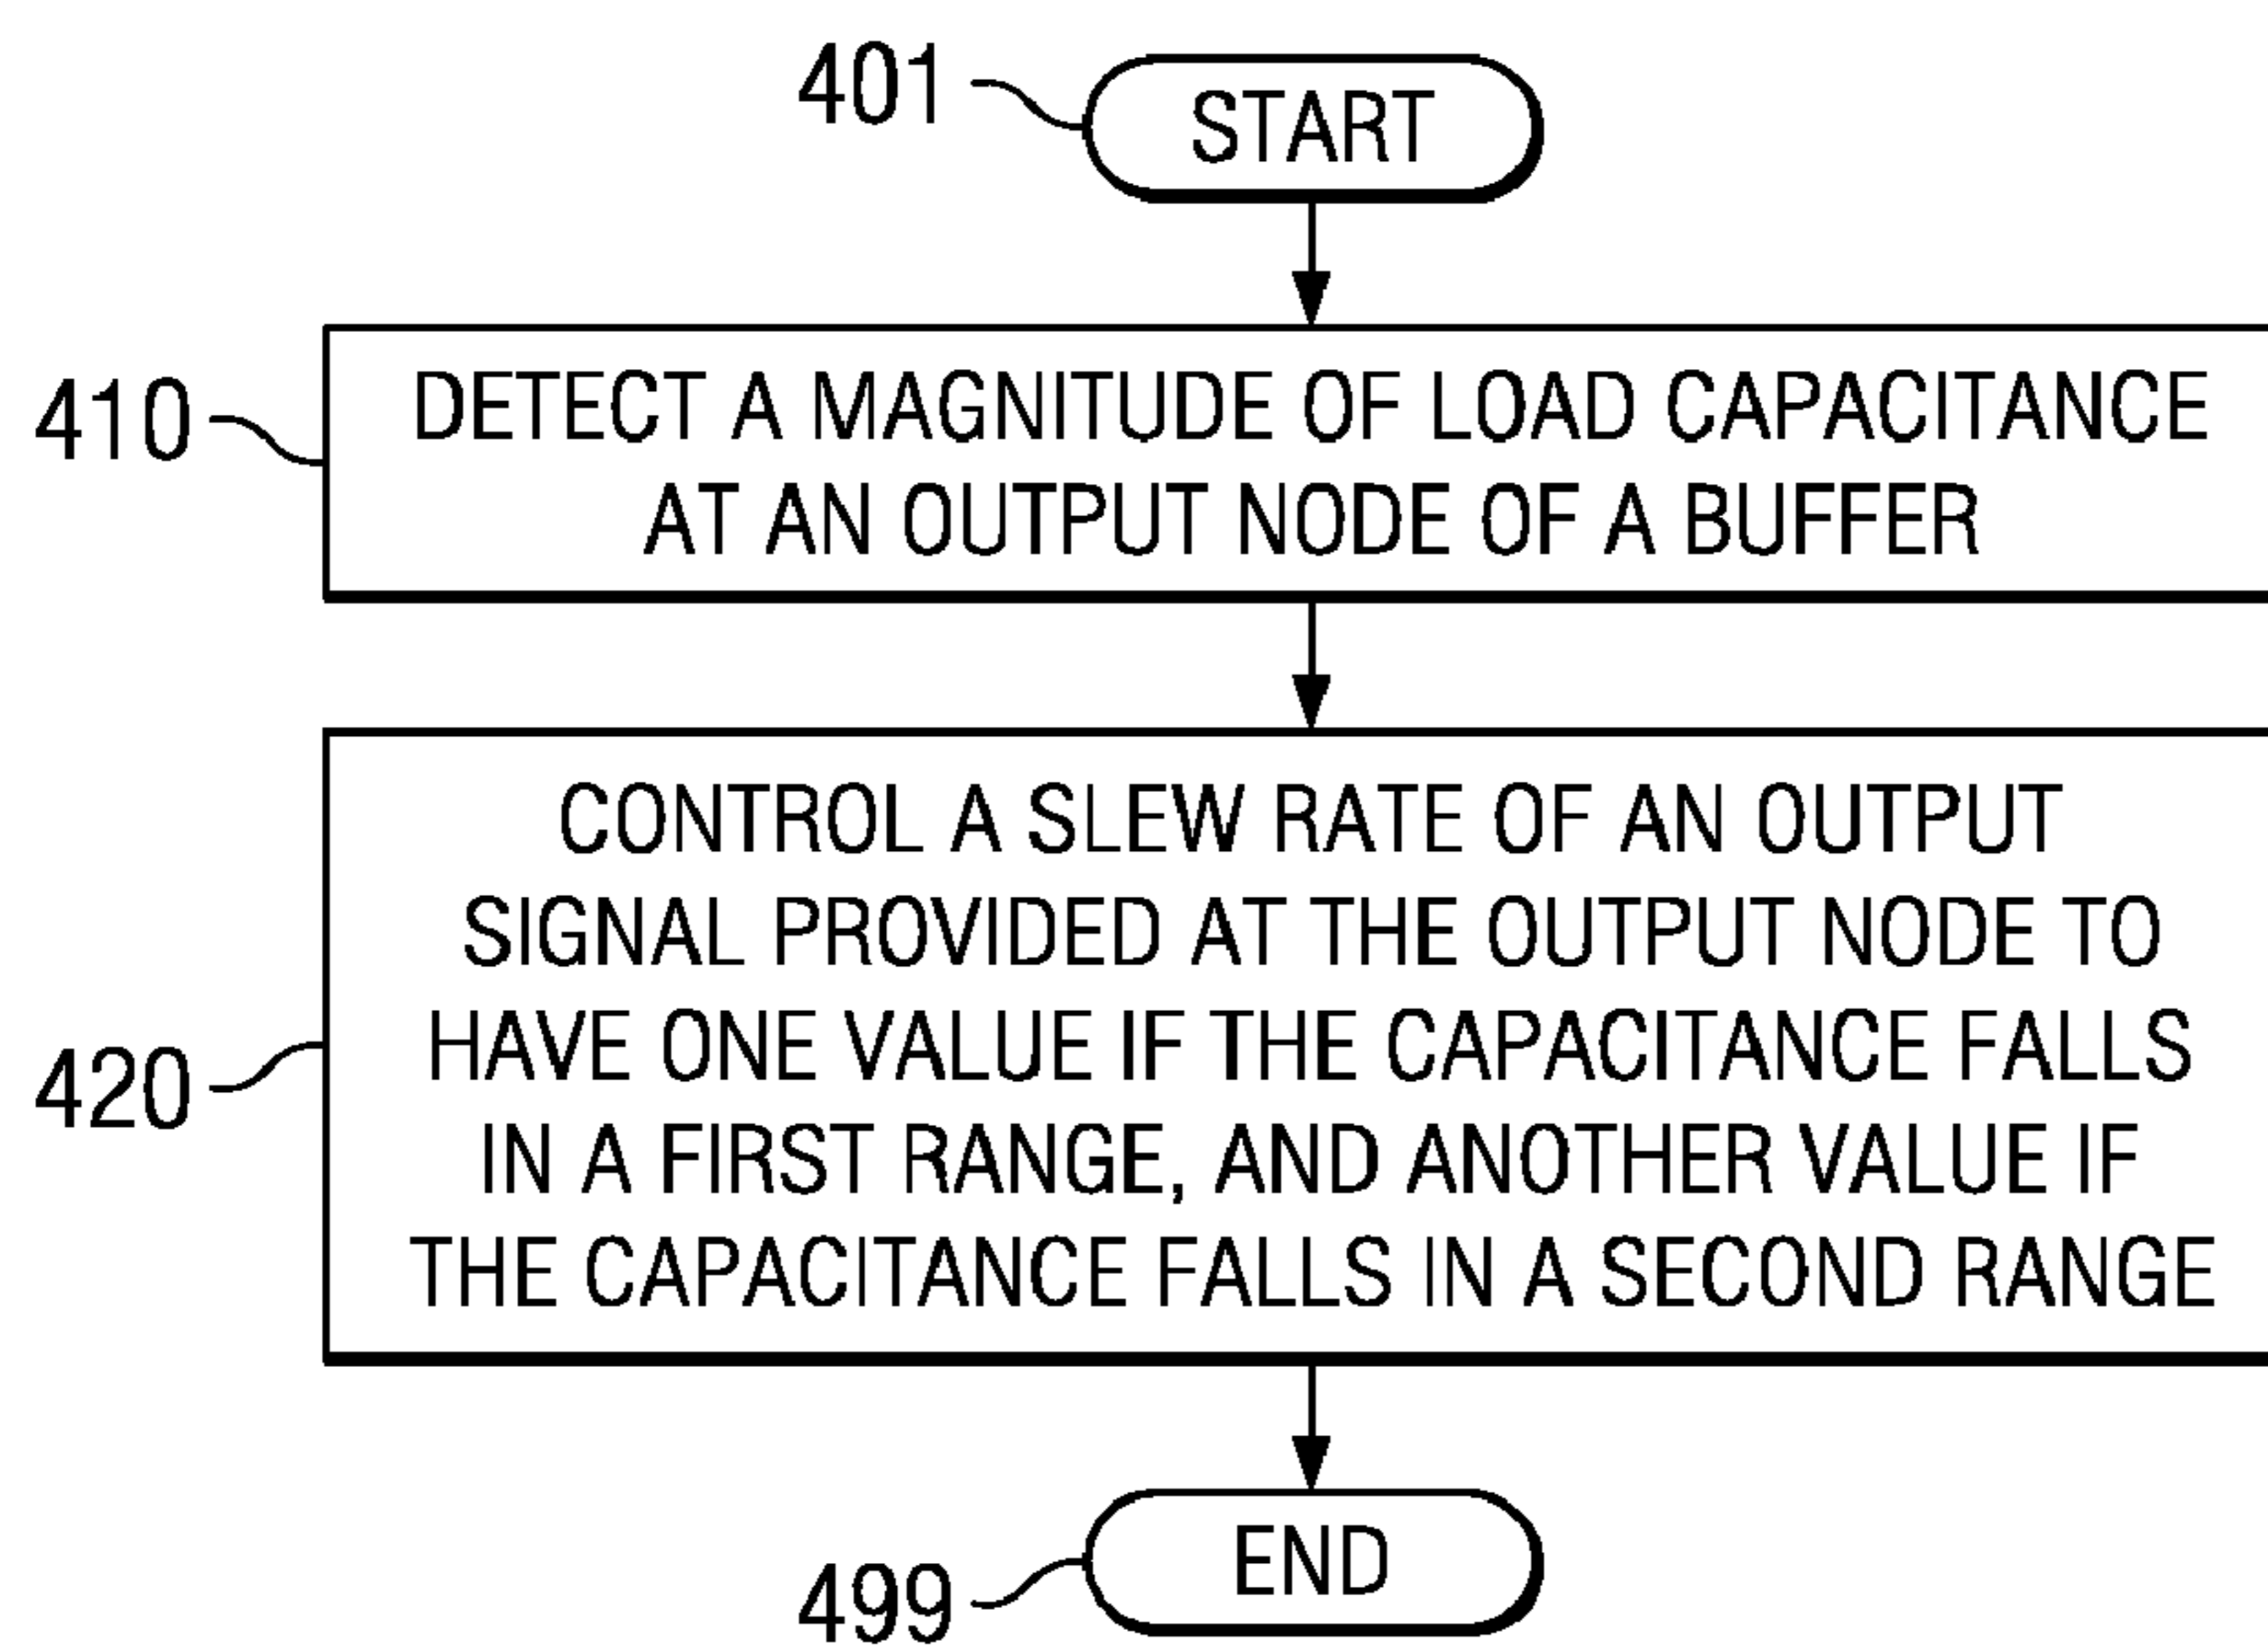 401
START
410
DETECT A MAGNITUDE OF LOAD CAPACITANCE
AT AN OUTPUT NODE OF A BUFFER
420
CONTROL A SLEW RATE OF AN OUTPUT
SIGNAL PROVIDED AT THE OUTPUT NODE TO
HAVE ONE VALUE IF THE CAPACITANCE FALLS
IN A FIRST RANGE, AND ANOTHER VALUE IF
THE CAPACITANCE FALLS IN A SECOND RANGE
499
END